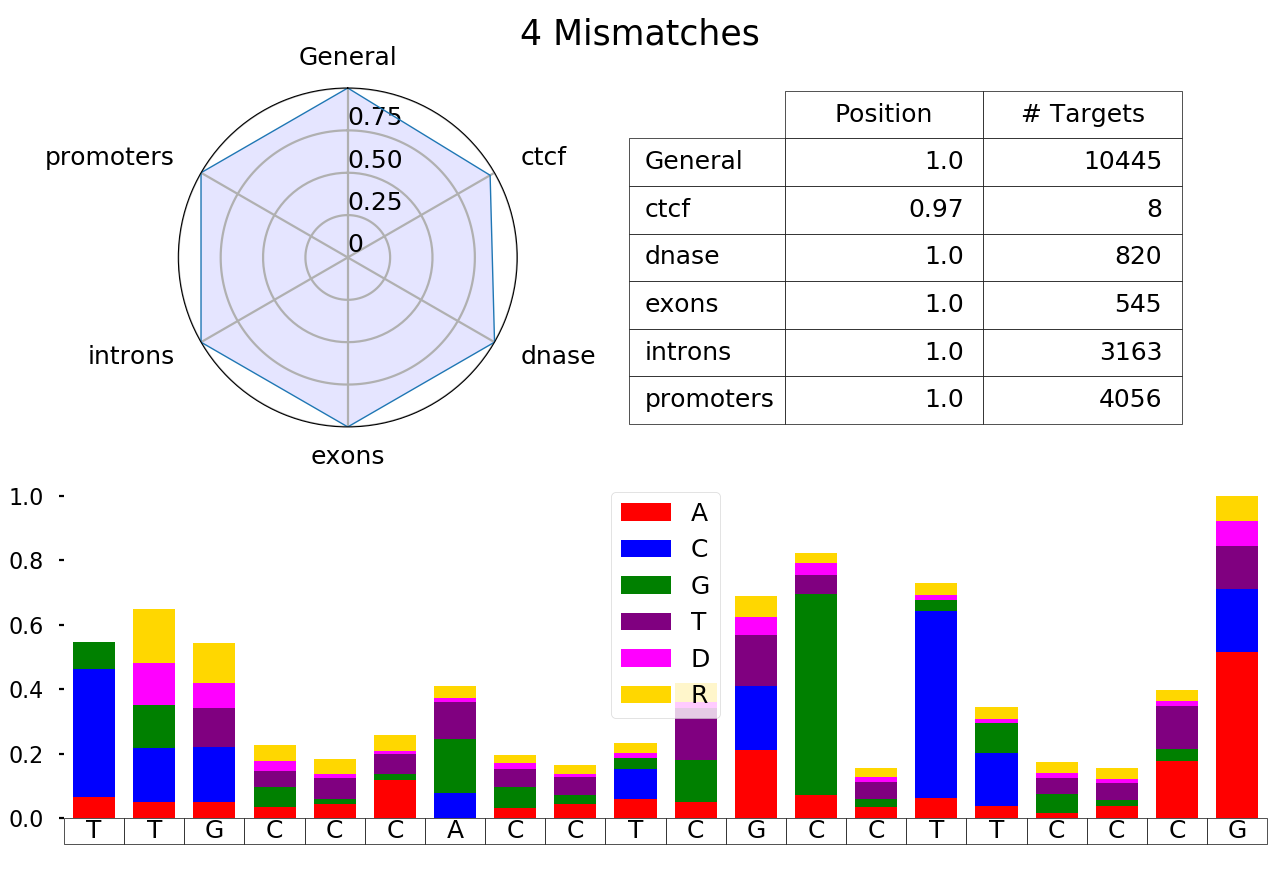 4 Mismatches
General
ctcf
dnase
exons
introns
promoters
0.75
0.50
0.25
0
Position # Targets
General 1.0 10445
ctcf 0.97 8
dnase 1.0 820
exons 1.0 545
introns 1.0 3163
promoters 1.0 4056
1.0
0.8
0.6
0.4
0.2
0.0
A
C
G
T
D
R
T T G C C C A C C T C G C C T T C C C G